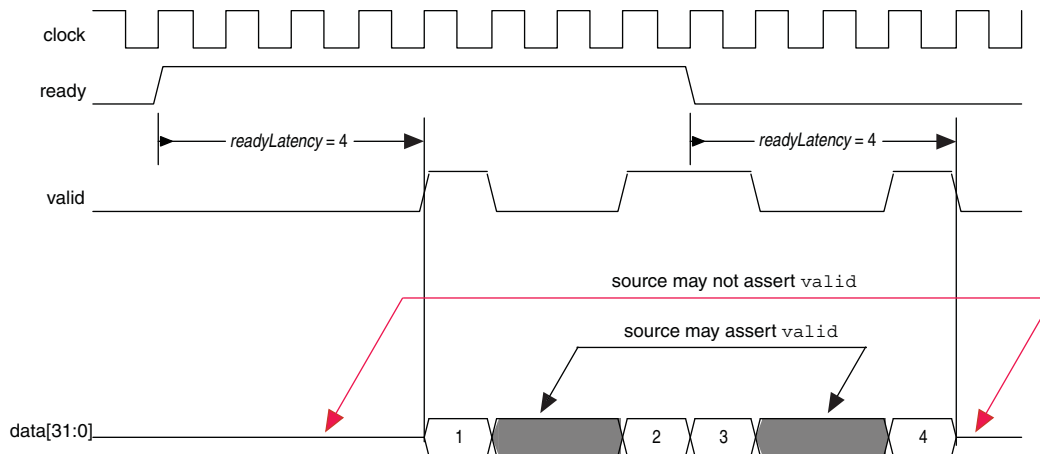 clock
ready
readyLatency = 4
readyLatency = 4
valid
source may not assert valid
source may assert valid
data[31:0]
1
2
3
4